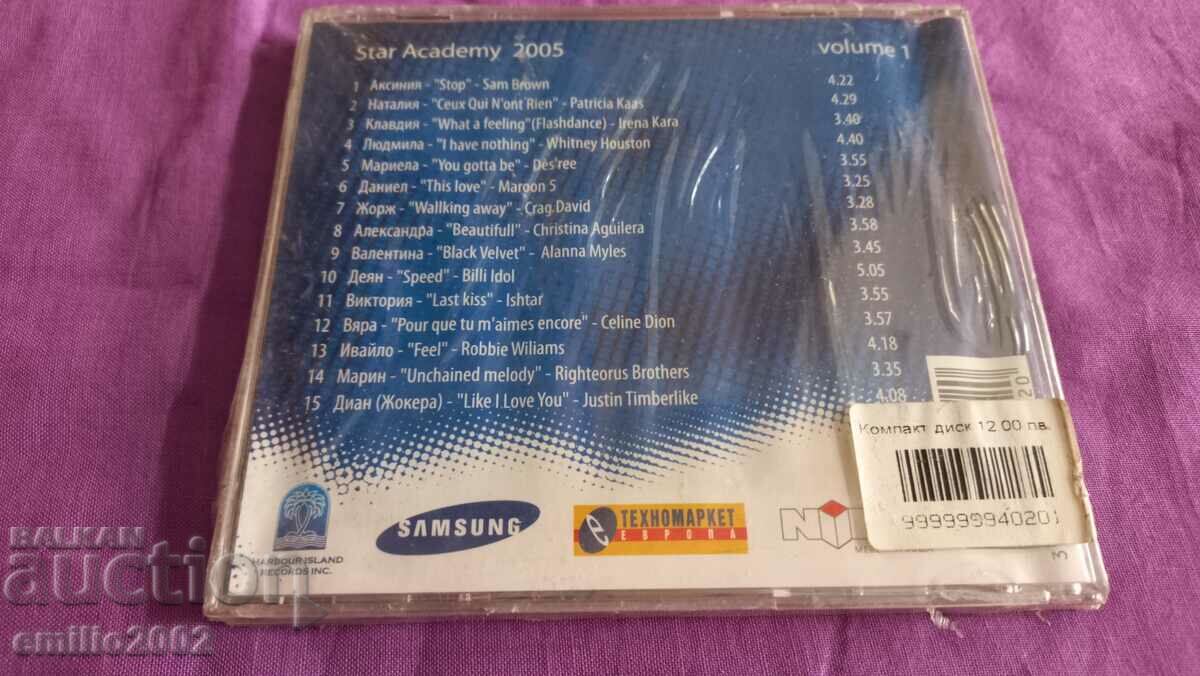 Star Academy 2005 volume 1
1 Аксиния - "Stop" - Sam Brown 4.22
2 Наталия - "Ceux Qui N'ont Rien" - Patricia Kaas 4.29
3 Клавдия - "What a feeling"(Flashdance) - Irena Kara 3.40
4 Людмила - "I have nothing" - Whitney Houston 4.40
5 Мариела - "You gotta be" - Des'ree 3.55
6 Даниел - "This love" - Maroon 5 3.25
7 Жорж - "Wallking away" - Crag David 3.28
8 Александра - "Beautifull" - Christina Aguilera 3.58
9 Валентина - "Black Velvet" - Alanna Myles 3.45
10 Деян - "Speed" - Billi Idol 5.05
11 Виктория - "Last kiss" - Ishtar 3.55
12 Вяра - "Pour que tu m'aimes encore" - Celine Dion 3.57
13 Ивайло - "Feel" - Robbie Wiliams 4.18
14 Марин - "Unchained melody" - Righteorus Brothers 3.35
15 Диан (Жокера) - "Like I Love You" - Justin Timberlike 4.08
Компакт диск 12.00 лв.
999999940201
HARBOUR ISLAND
RECORDS INC.
SAMSUNG
ТЕХНОМАРКЕТ
ЕВРОПА
BALKAN
auction
emilio2002